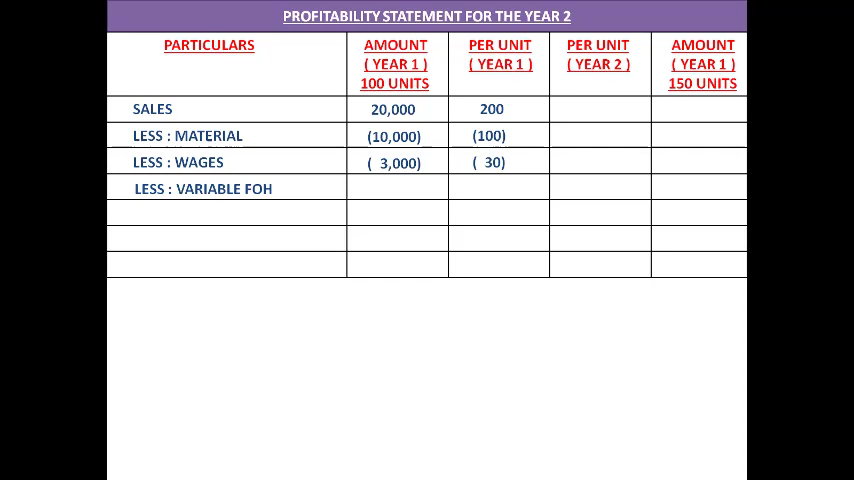 PROFITABILITY STATEMENT FOR THE YEAR 2
PARTICULARS AMOUNT ( YEAR 1 ) 100 UNITS PER UNIT ( YEAR 1 ) PER UNIT ( YEAR 2 ) AMOUNT ( YEAR 1 ) 150 UNITS
SALES 20,000 200
LESS : MATERIAL (10,000) (100)
LESS : WAGES ( 3,000) ( 30)
LESS : VARIABLE FOH